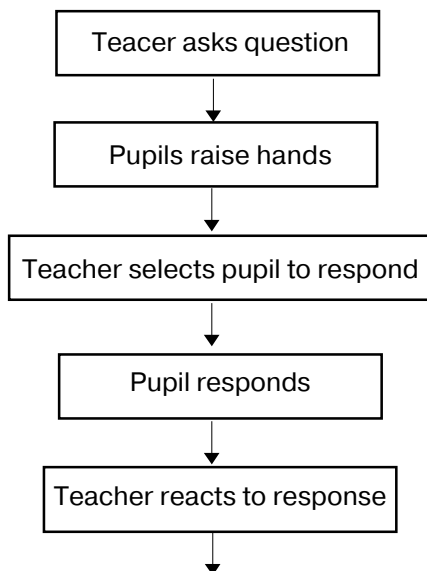 Teacer asks question
Pupils raise hands
Teacher selects pupil to respond
Pupil responds
Teacher reacts to response